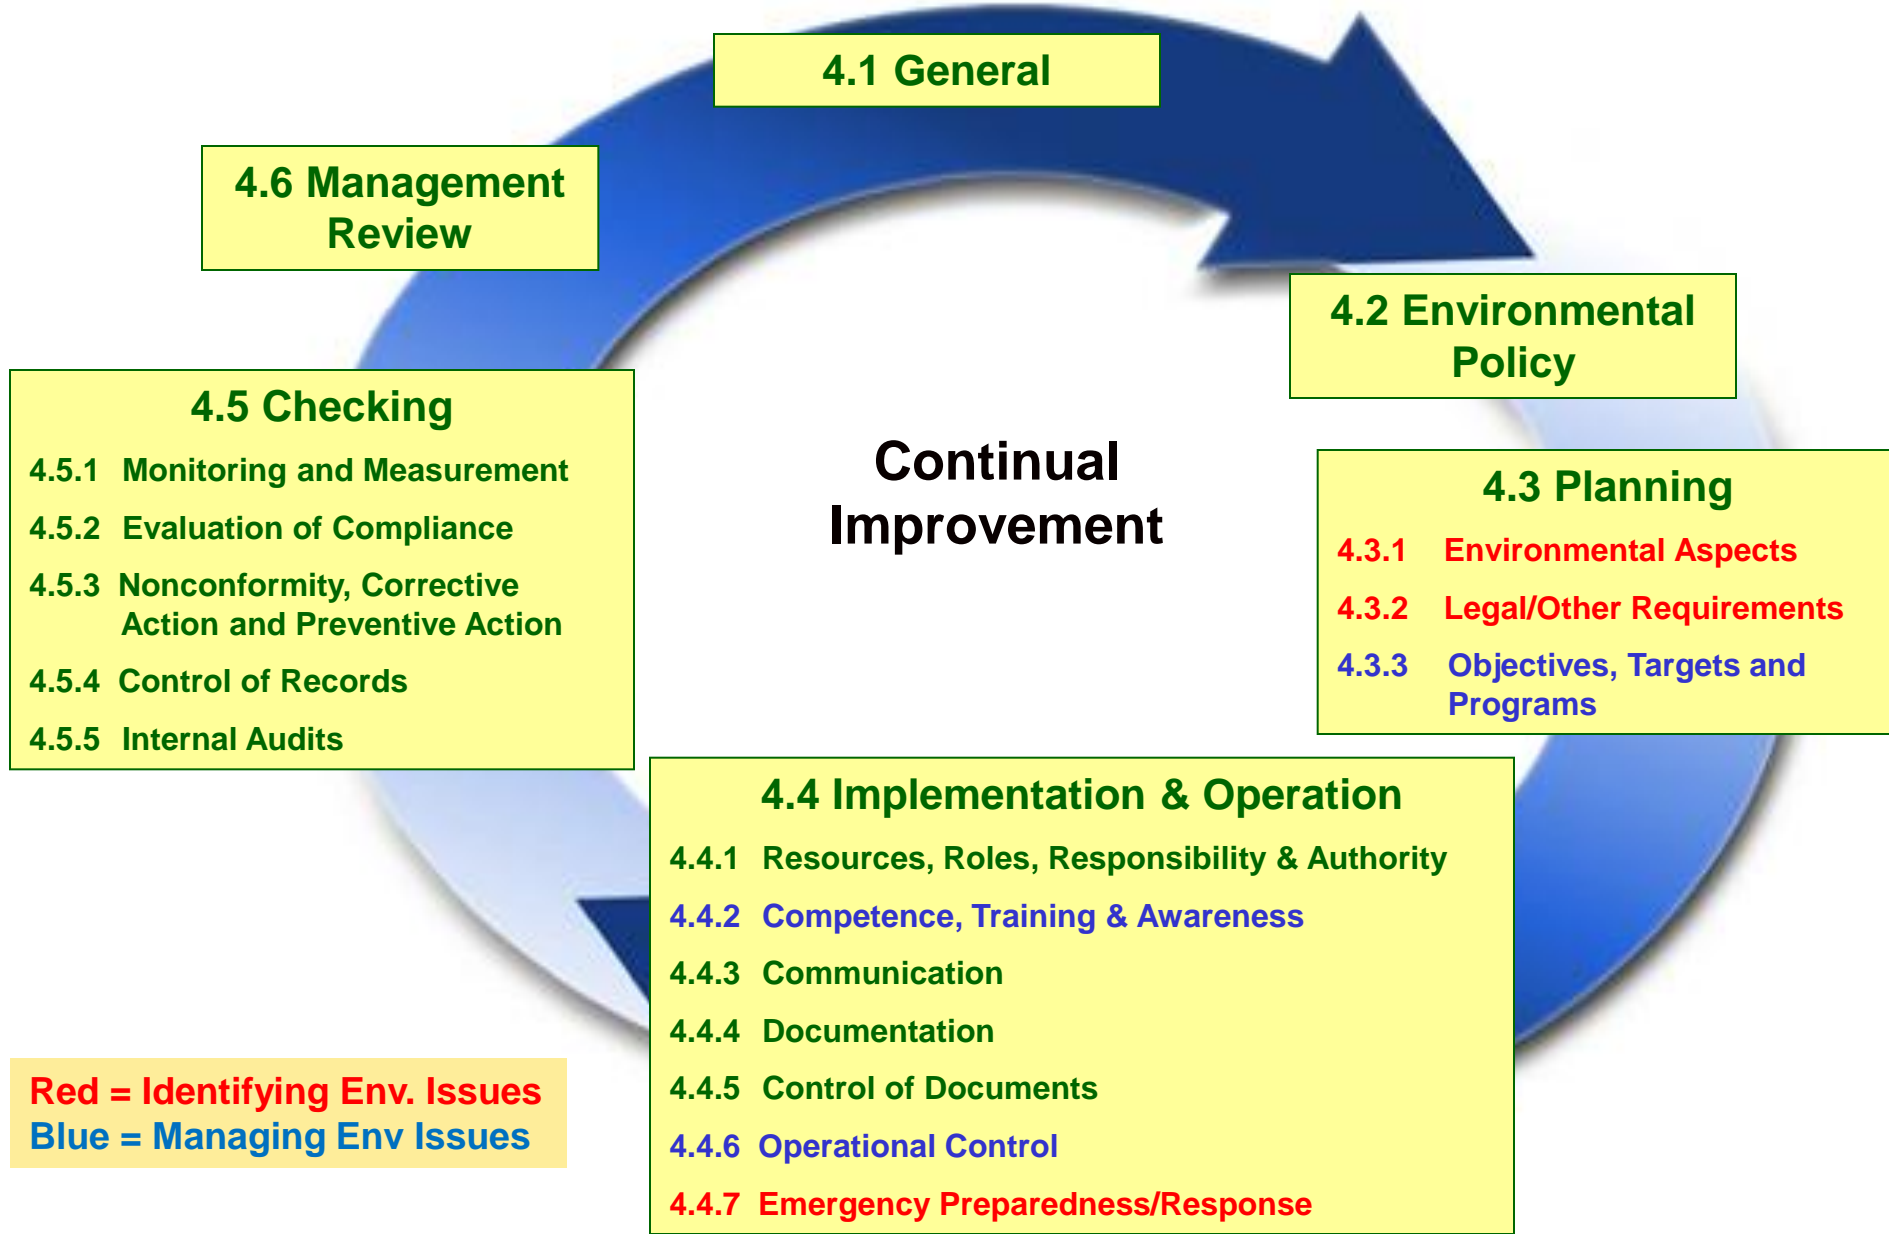 4.1 General
4.6 Management
Review
4.2 Environmental
Policy
4.5 Checking
4.5.1 Monitoring and Measurement
4.5.2 Evaluation of Compliance
4.5.3 Nonconformity, Corrective
Action and Preventive Action
4.5.4 Control of Records
4.5.5 Internal Audits
Continual
Improvement
4.3 Planning
4.3.1 Environmental Aspects
4.3.2 Legal/Other Requirements
4.3.3 Objectives, Targets and
Programs
4.4 Implementation & Operation
4.4.1 Resources, Roles, Responsibility & Authority
4.4.2 Competence, Training & Awareness
4.4.3 Communication
4.4.4 Documentation
4.4.5 Control of Documents
4.4.6 Operational Control
4.4.7 Emergency Preparedness/Response
Red = Identifying Env. Issues
Blue = Managing Env Issues